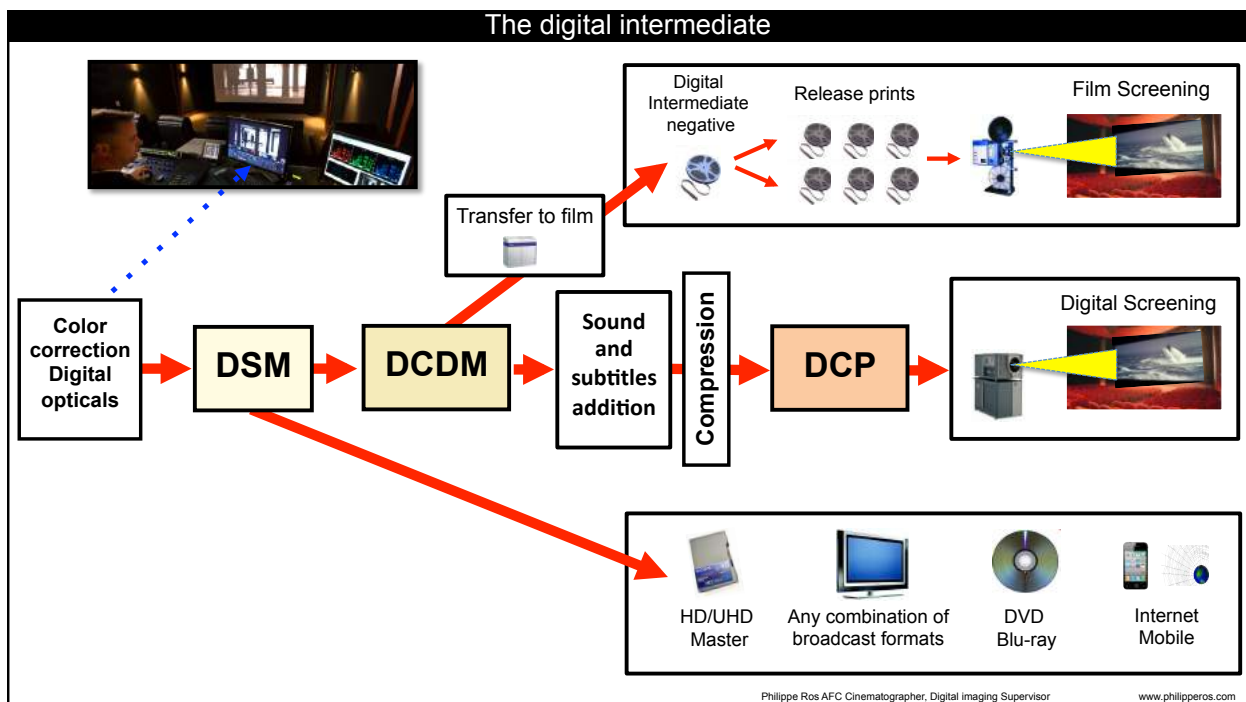 The digital intermediate
Digital
Intermediate
negative
Release prints
Film Screening
Transfer to film
Color
correction
Digital
opticals
DSM
DCDM
Sound
and
subtitles
addition
Compression
DCP
Digital Screening
HD/UHD
Master
Any combination of
broadcast formats
DVD
Blu-ray
Internet
Mobile
Philippe Ros AFC Cinematographer, Digital imaging Supervisor
www.philipperos.com